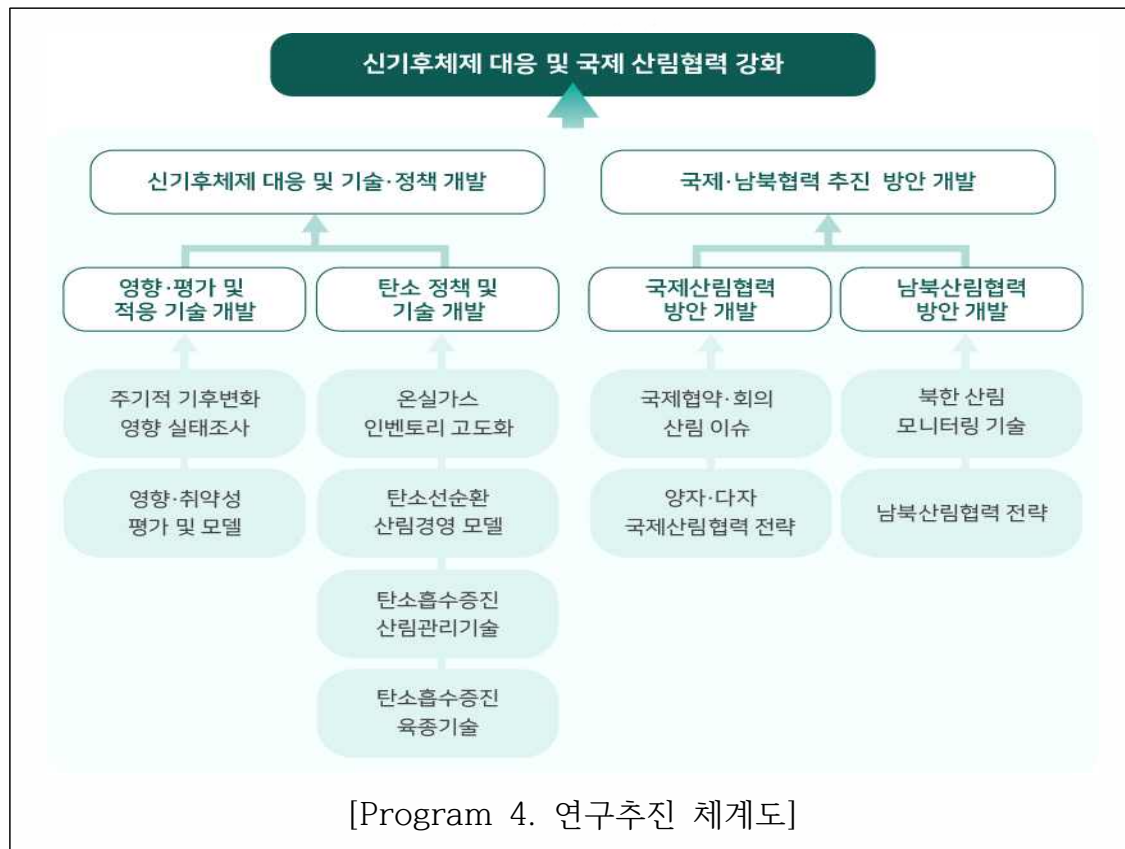 신기후체제 대응 및 국제 산림협력 강화
신기후체제 대응 및 기술·정책 개발
국제·남북협력 추진 방안 개발
영향·평가 및
적응 기술 개발
탄소 정책 및
기술 개발
국제산림협력
방안 개발
남북산림협력
방안 개발
주기적 기후변화
영향 실태조사
온실가스
인벤토리 고도화
국제협약·회의
산림 이슈
북한 산림
모니터링 기술
영향·취약성
평가 및 모델
탄소선순환
산림경영 모델
양자·다자
국제산림협력 전략
남북산림협력 전략
탄소흡수증진
산림관리기술
탄소흡수증진
육종기술
[Program 4. 연구추진 체계도]